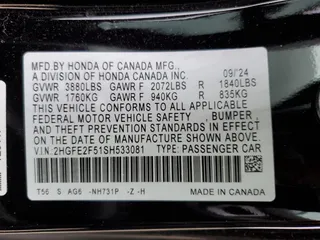 MFD.BY HONDA OF CANADA MFG.,
A DIVISION OF HONDA CANADA INC. 09/24
GVWR 3880LBS GAWR F 2072LBS R 1840LBS
GVWR 1760KG GAWR F 940KG R 835KG
THIS VEHICLE CONFORMS TO ALL APPLICABLE
FEDERAL MOTOR VEHICLE SAFETY , BUMPER ,
AND THEFT PREVENTION STANDARDS IN EFFECT
ON THE DATE OF MANUFACTURE SHOWN ABOVE.
V.I.N: 2HGFE2F51SH533081 TYPE: PASSENGER CAR
T56 S AG6 -NH731P -Z -H MADE IN CANADA